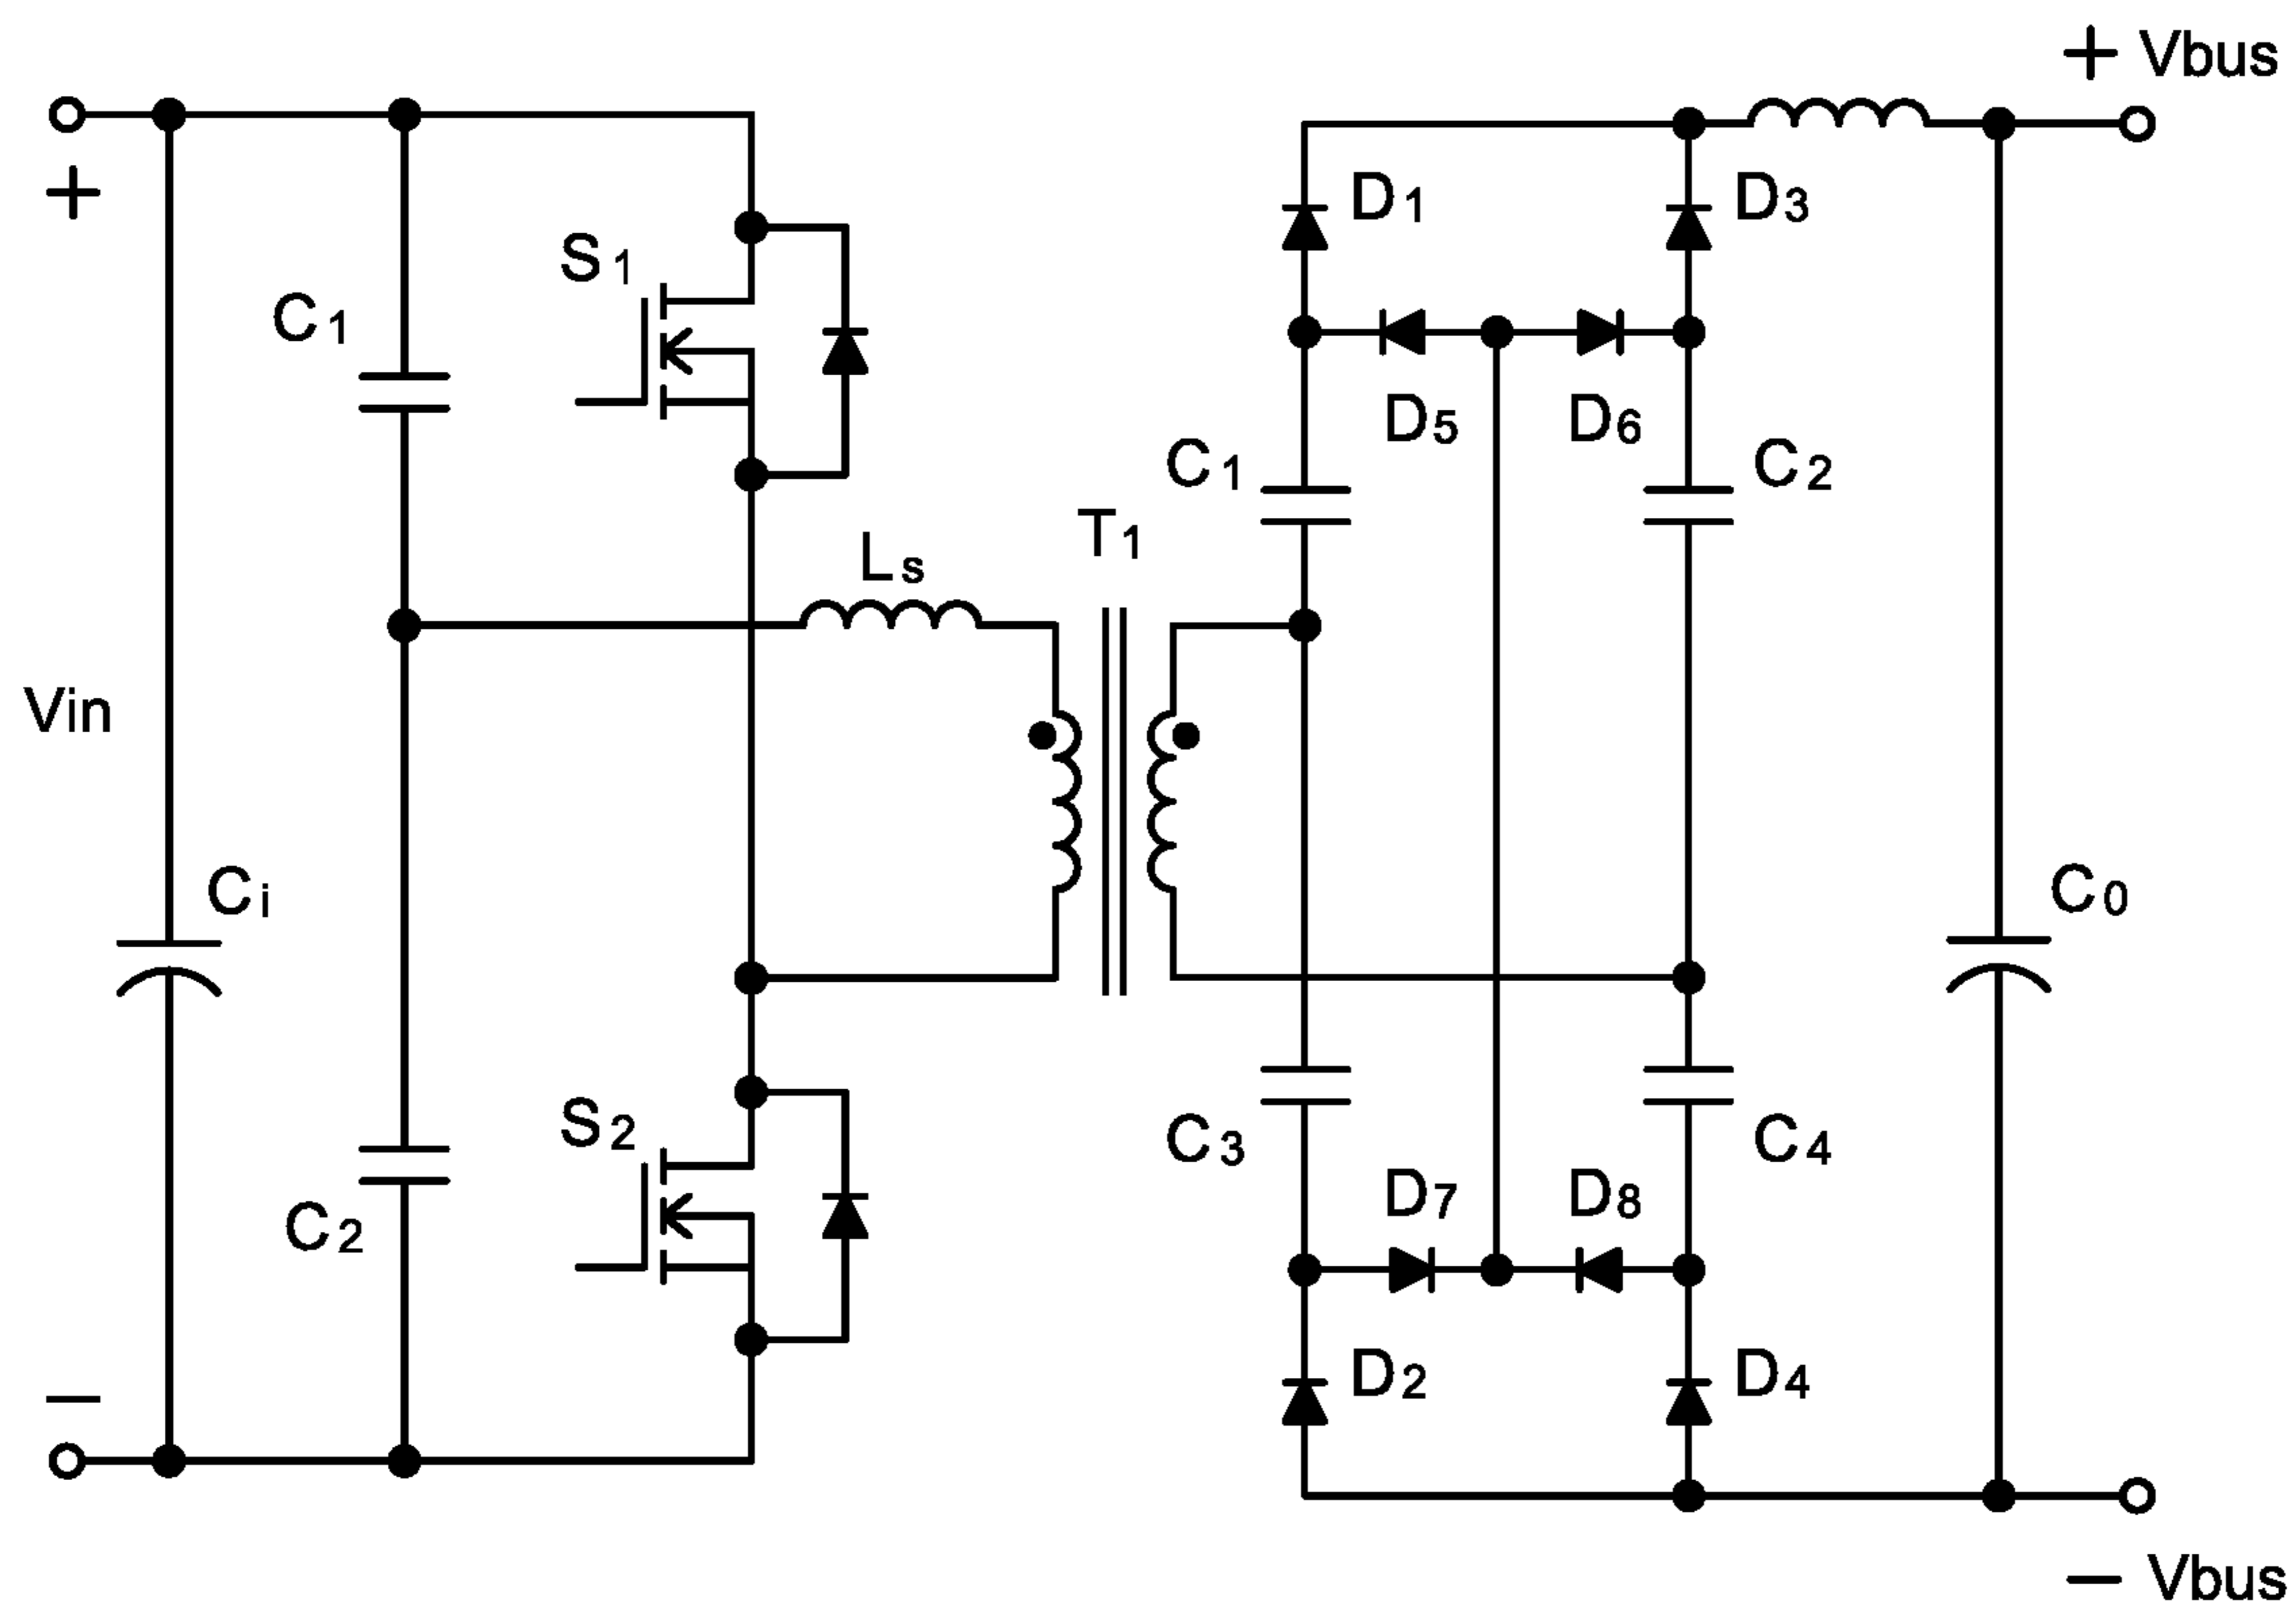 + Vbus
+
D1
D3
S1
C1
D5
D6
C1
C2
T1
Ls
Vin
Ci
C0
S2
C3
C4
D7
D8
C2
D2
D4
−
− Vbus